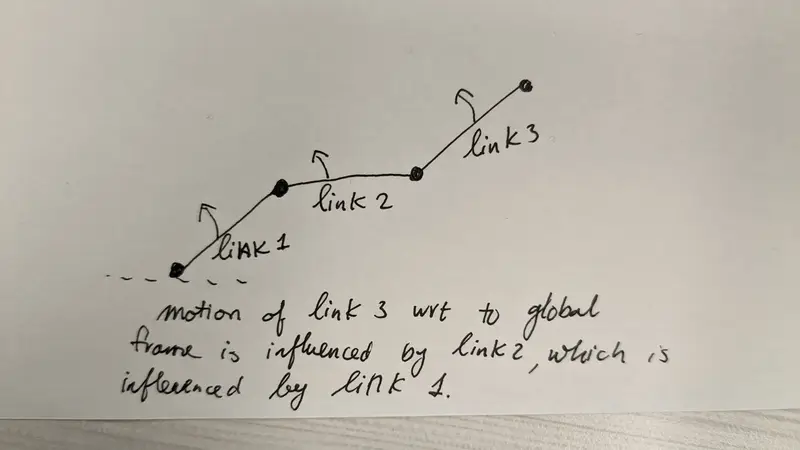 link 3
link 2
link 1
motion of link 3 wrt to global
frame is influenced by link 2, which is
influenced by link 1.